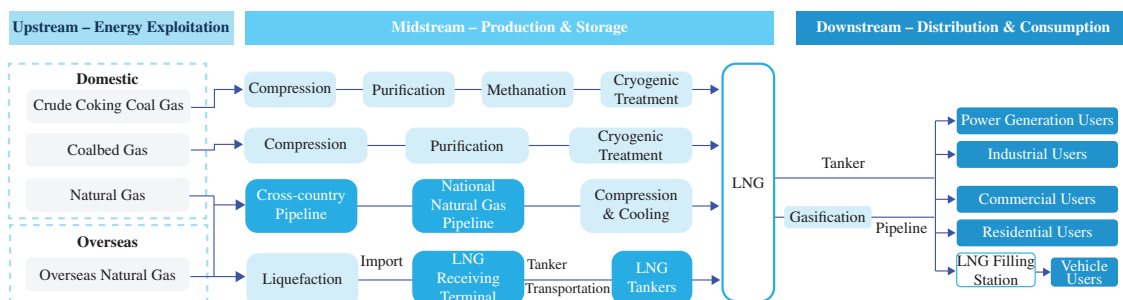 Upstream – Energy Exploitation
Midstream – Production & Storage
Downstream – Distribution & Consumption
Domestic
Crude Coking Coal Gas
Coalbed Gas
Natural Gas
Overseas
Overseas Natural Gas
Compression
Purification
Methanation
Cryogenic
Treatment
Compression
Purification
Cryogenic
Treatment
Cross-country
Pipeline
National
Natural Gas
Pipeline
Compression
& Cooling
Liquefaction
Import
LNG
Receiving
Terminal
Tanker
Transportation
LNG
Tankers
LNG
Tanker
Gasification
Pipeline
Power Generation Users
Industrial Users
Commercial Users
Residential Users
LNG Filling
Station
Vehicle
Users